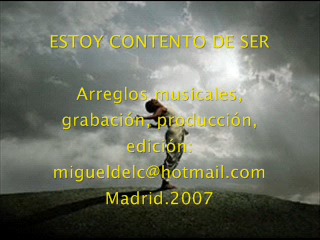 ESTOY CONTENTO DE SER
Arreglos musicales,
grabación, producción,
edición:
migueldelc@hotmail.com
Madrid.2007